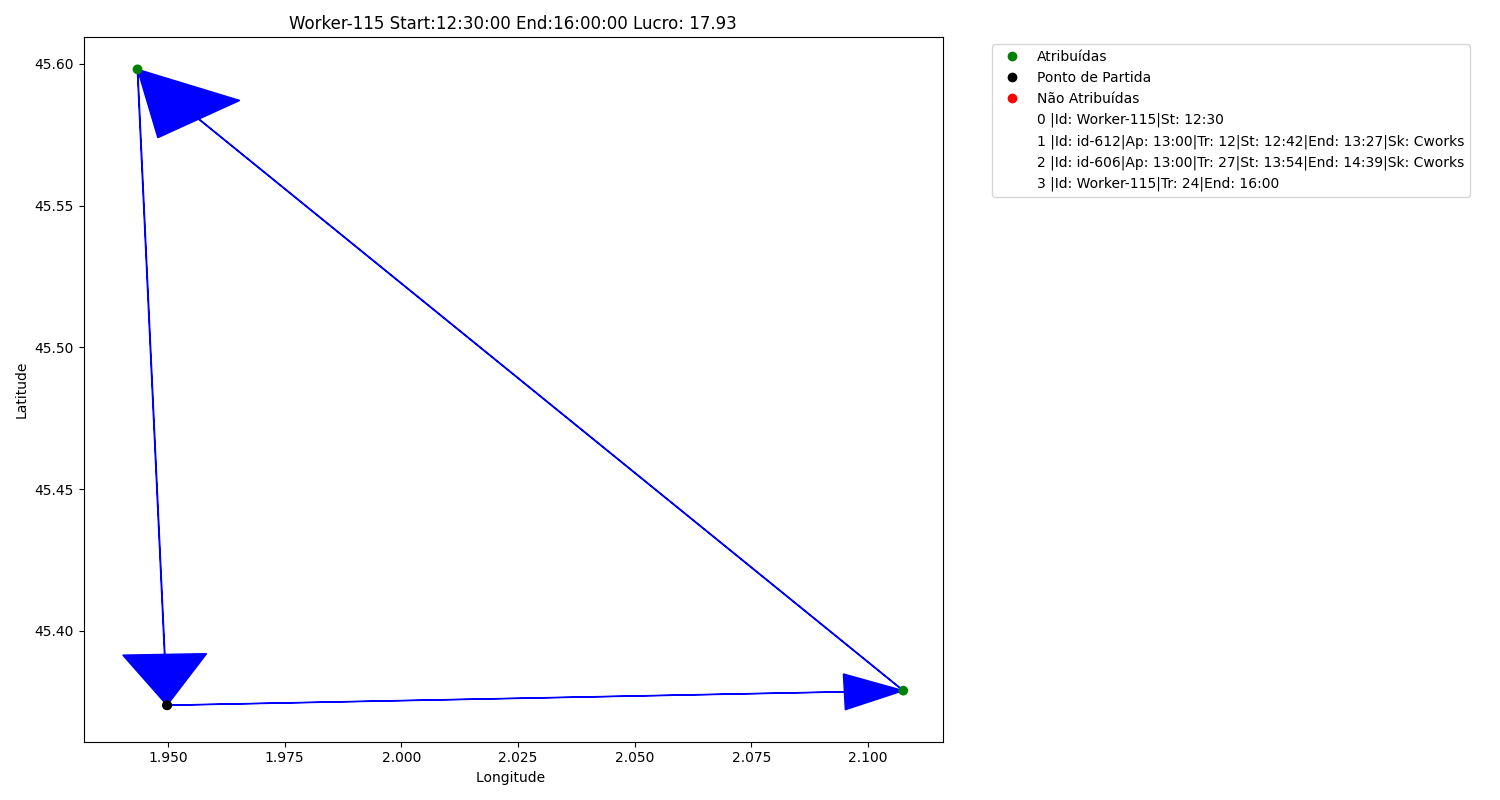 Worker-115 Start:12:30:00 End:16:00:00 Lucro: 17.93
45.60
45.55
45.50
45.45
45.40
Latitude
1.950
1.975
2.000
2.025
2.050
2.075
2.100
Longitude
Atribuídas
Ponto de Partida
Não Atribuídas
0 |Id: Worker-115|St: 12:30
1 |Id: id-612|Ap: 13:00|Tr: 12|St: 12:42|End: 13:27|Sk: Cworks
2 |Id: id-606|Ap: 13:00|Tr: 27|St: 13:54|End: 14:39|Sk: Cworks
3 |Id: Worker-115|Tr: 24|End: 16:00